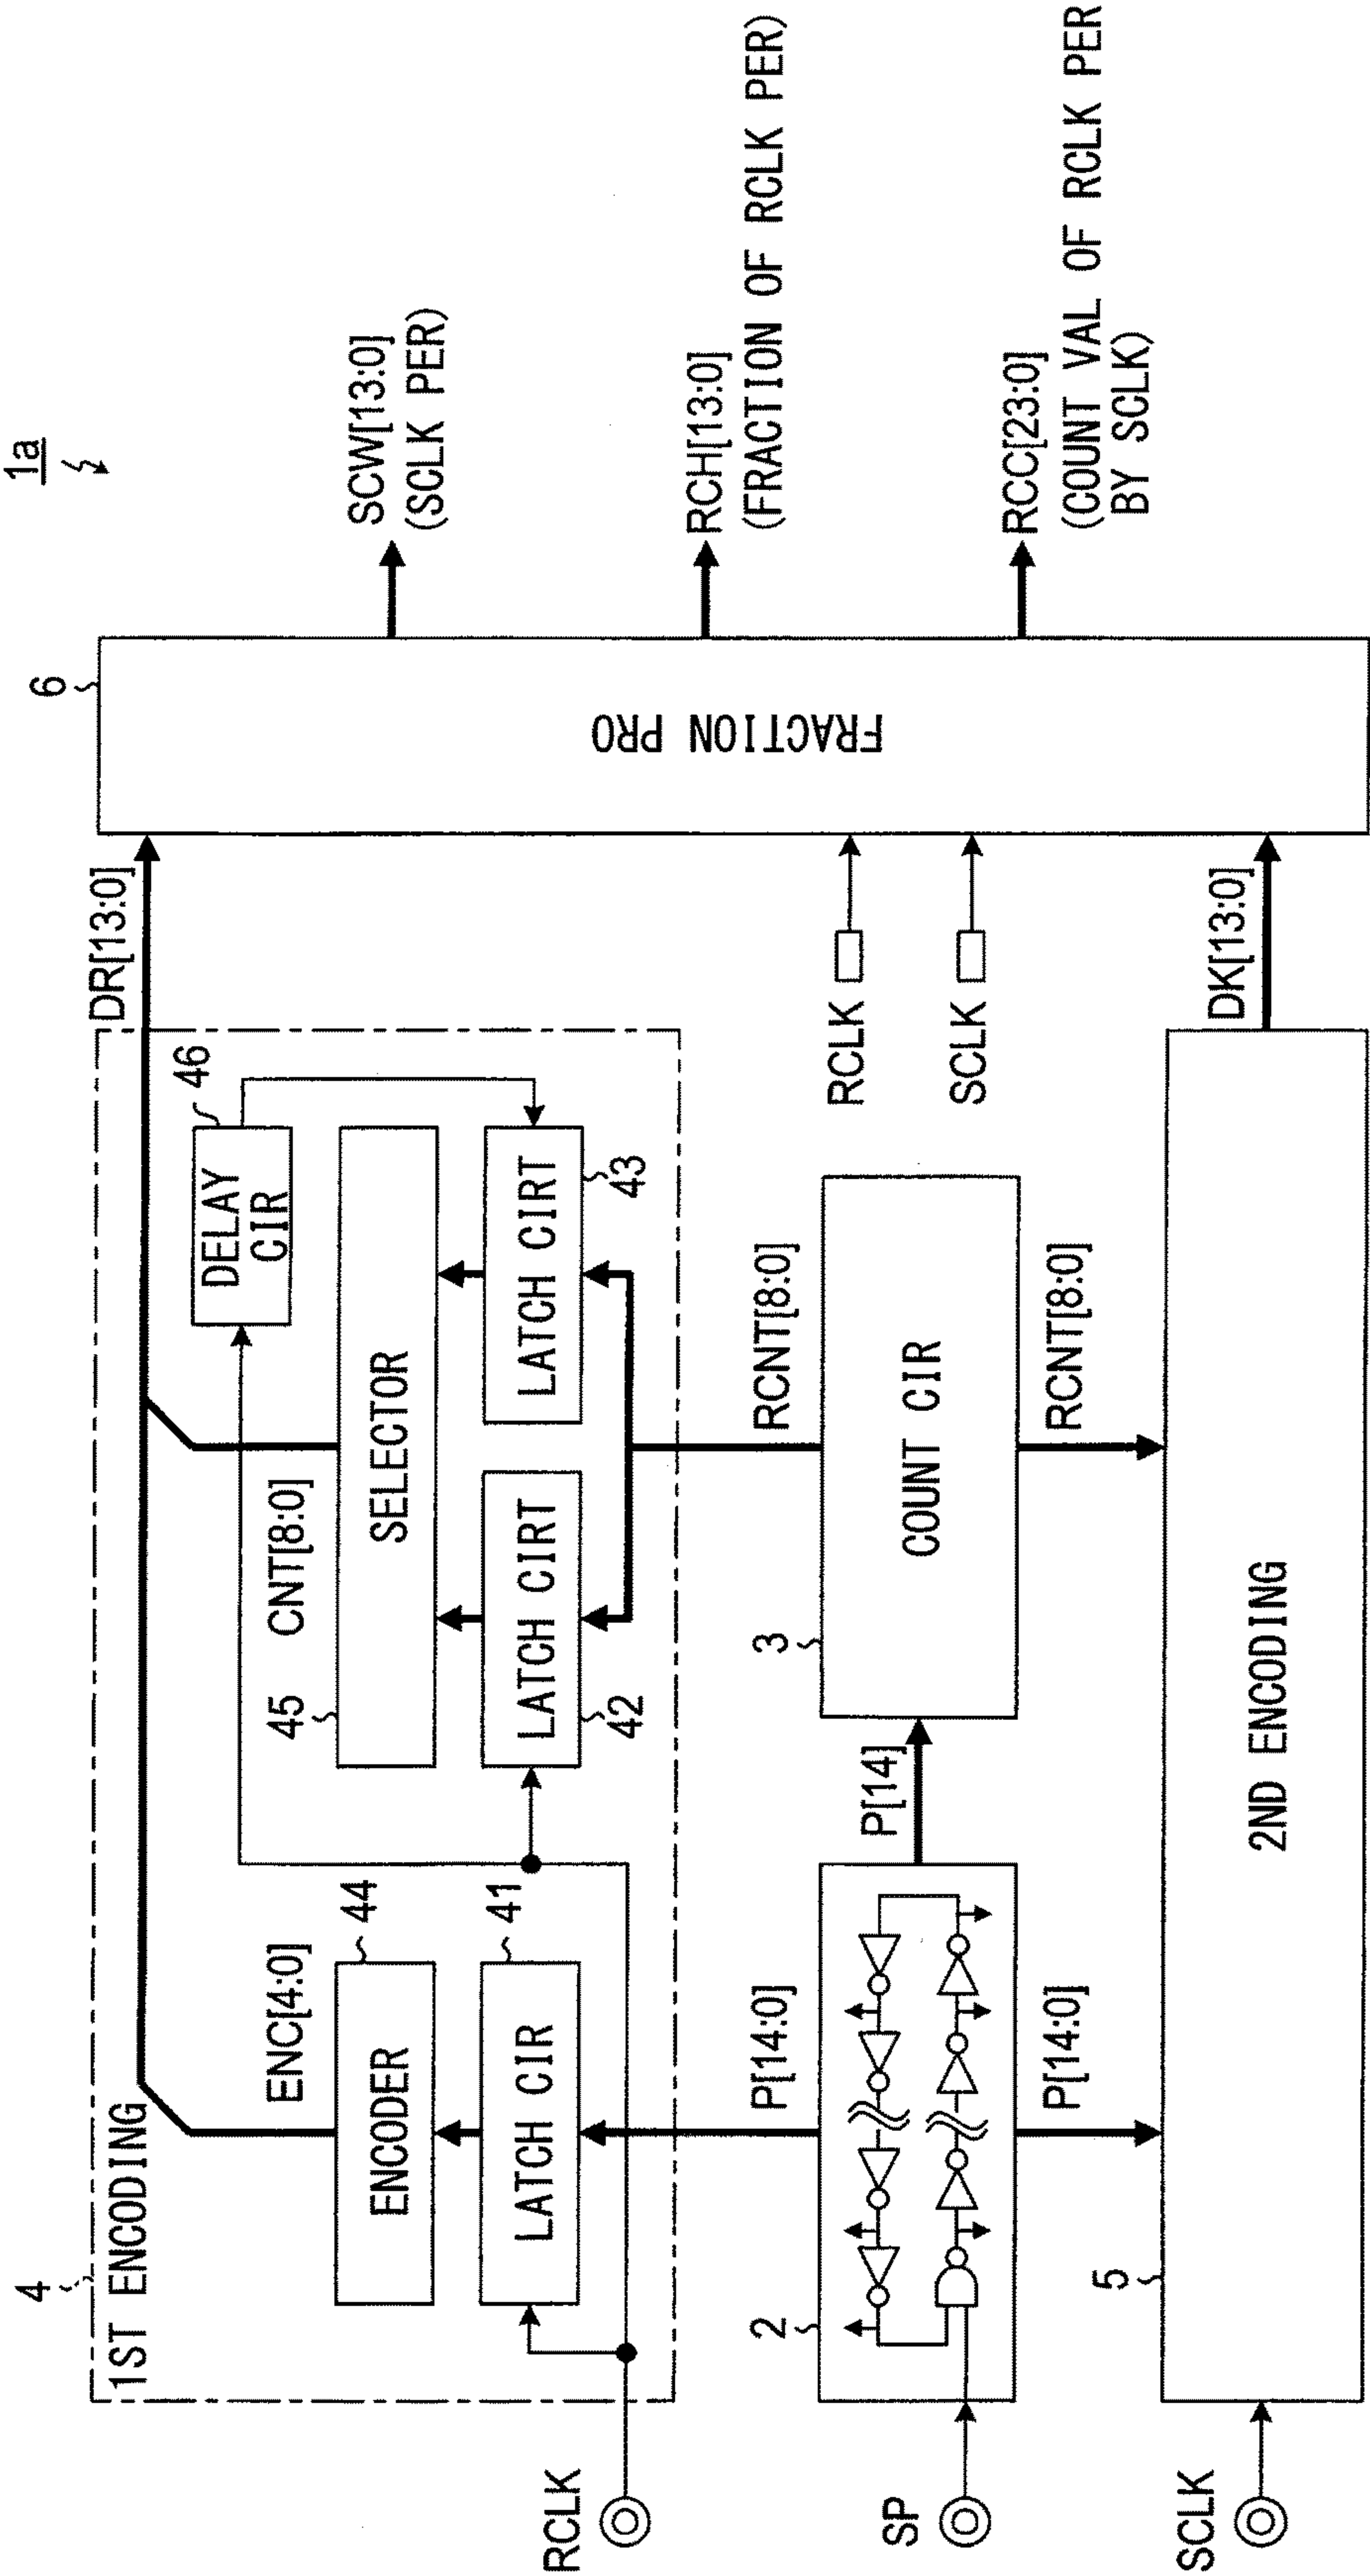 1a
4
1ST ENCODING
ENC[4:0]
44
ENCODER
41
LATCH CIR
45
CNT[8:0]
SELECTOR
46
DELAY
CIR
LATCH CIRT
42
LATCH CIRT
43
DR[13:0]
6
FRACTION PRO
SCW[13:0]
(SCLK PER)
RCH[13:0]
(FRACTION OF RCLK PER)
RCC[23:0]
(COUNT VAL OF RCLK PER
BY SCLK)
RCLK
P[14:0]
RCNT[8:0]
2
P[14]
3
COUNT CIR
RCLK
SCLK
SP
P[14:0]
RCNT[8:0]
5
2ND ENCODING
DK[13:0]
SCLK